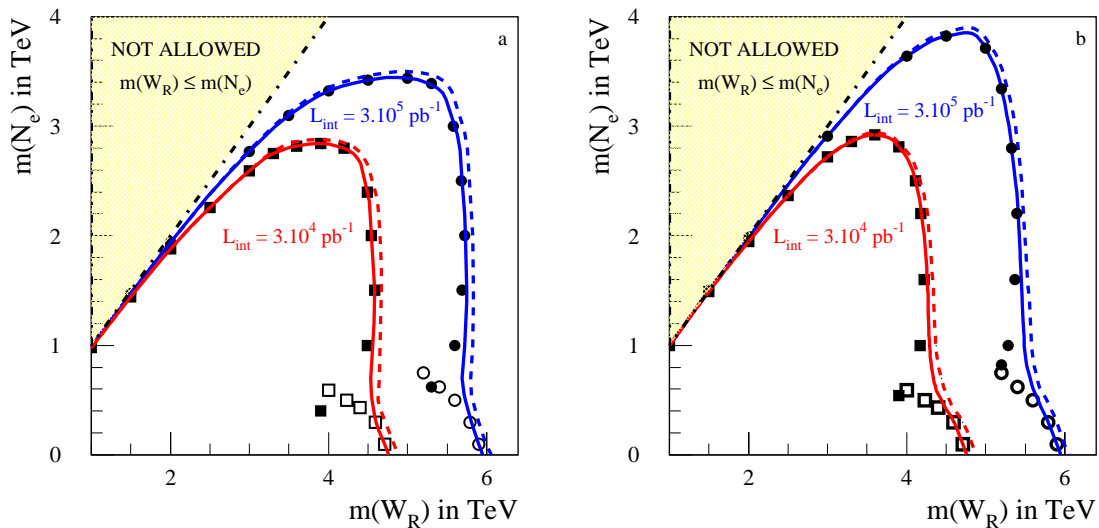 m(N_e) in TeV
4
3
2
1
0
NOT ALLOWED
m(W_R) ≤ m(N_e)
a
L_int = 3.10^5 pb^-1
L_int = 3.10^4 pb^-1
2
4
6
m(W_R) in TeV
m(N_e) in TeV
4
3
2
1
0
NOT ALLOWED
m(W_R) ≤ m(N_e)
b
L_int = 3.10^5 pb^-1
L_int = 3.10^4 pb^-1
2
4
6
m(W_R) in TeV